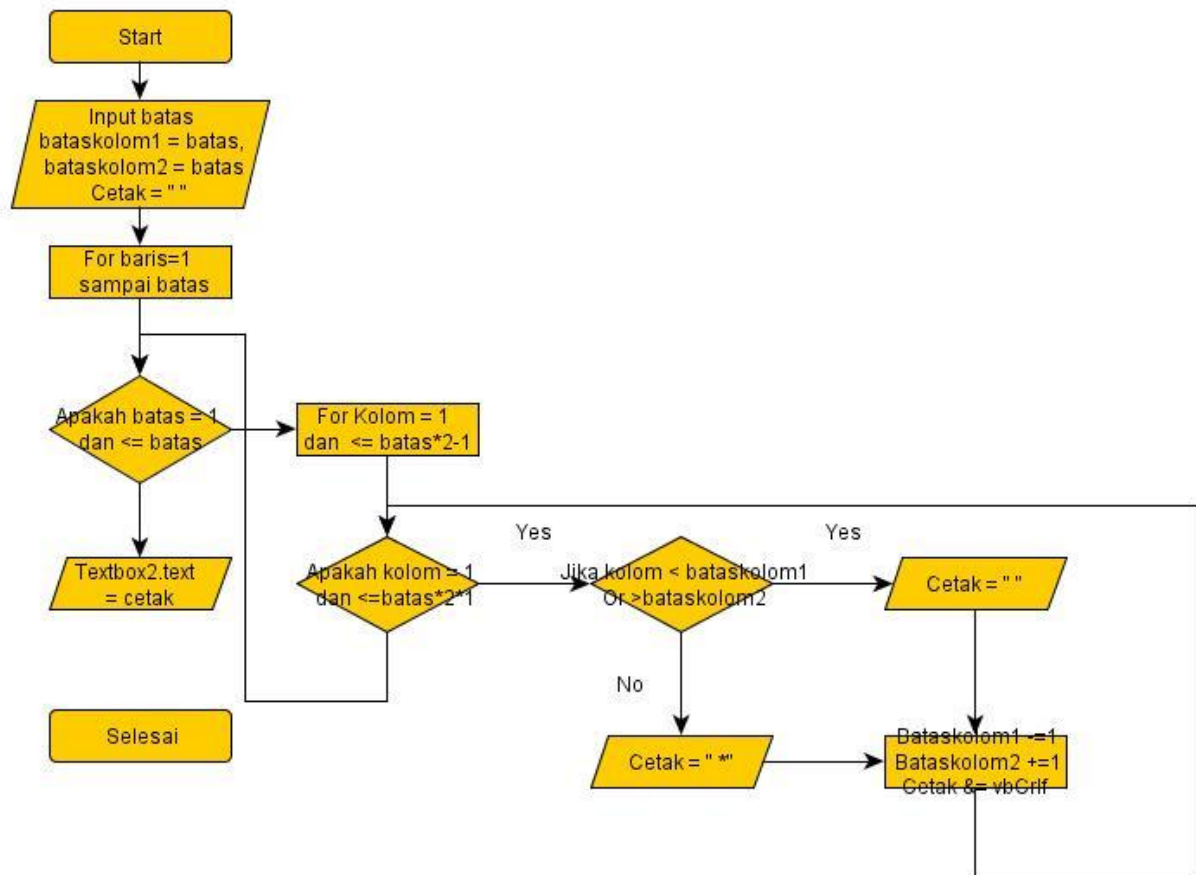 Start
Input batas
bataskolom1 = batas,
bataskolom2 = batas
Cetak = " "
For baris=1
sampai batas
Apakah batas = 1
dan <= batas
For Kolom = 1
dan <= batas*2-1
Textbox2.text
= cetak
Yes
Yes
Apakah kolom = 1
dan <=batas*2*1
Jika kolom < bataskolom1
Or >bataskolom2
Cetak = " "
No
Selesai
Cetak = " *"
Bataskolom1 -=1
Bataskolom2 +=1
Cetak &= vbCrlf